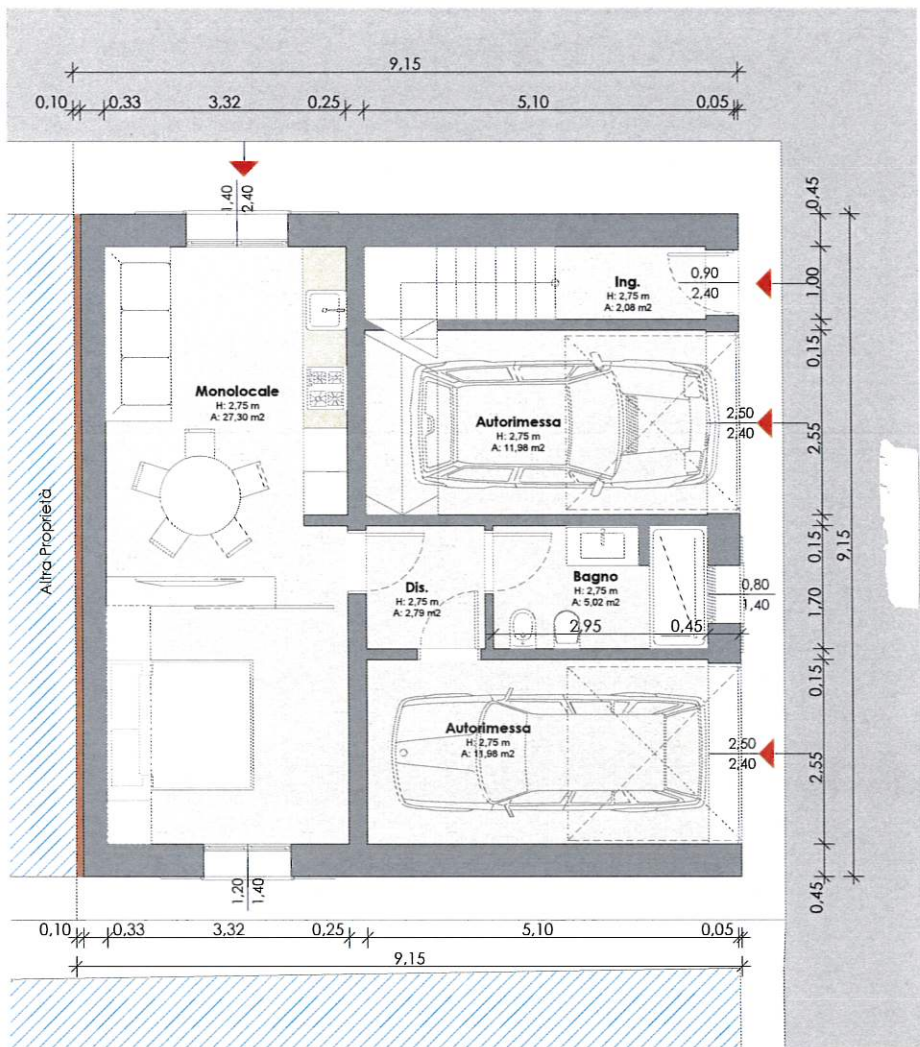 9,15
0,10 0,33 3,32 0,25 5,10 0,05
1,40
2,40
0,45
Ing.
H: 2,75 m
A: 2,08 m2
0,90
2,40
1,00
0,15
Monolocale
H: 2,75 m
A: 27,30 m2
Autorimessa
H: 2,75 m
A: 11,98 m2
2,50
2,40
2,55
Altra Proprietà
0,15
9,15
Dis.
H: 2,75 m
A: 2,79 m2
Bagno
H: 2,75 m
A: 5,02 m2
0,80
1,40
1,70
2,95 0,45
0,15
Autorimessa
H: 2,75 m
A: 11,98 m2
2,50
2,40
2,55
1,20
1,40
0,45
0,10 0,33 3,32 0,25 5,10 0,05
9,15